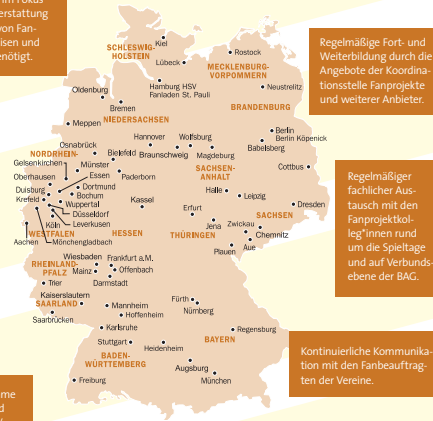 im Fokus
erstattung
von Fan-
isen und
enötigt.
SCHLESWIG-
HOLSTEIN
Kiel
Lübeck
Rostock
MECKLENBURG-
VORPOMMERN
Neustrelitz
Hamburg HSV
Fanladen St. Pauli
Oldenburg
Bremen
NIEDERSACHSEN
Meppen
BRANDENBURG
Berlin
Berlin Köpenick
Babelsberg
Cottbus
Hannover
Wolfsburg
Braunschweig
Magdeburg
SACHSEN-
ANHALT
Halle
Leipzig
Osnabrück
Bielefeld
NORDRHEIN-
Gelsenkirchen
Münster
Paderborn
Oberhausen
Essen
Dortmund
Duisburg
Bochum
Krefeld
Wuppertal
Düsseldorf
Leverkusen
Köln
WESTFALEN
Aachen
Mönchengladbach
Kassel
HESSEN
Erfurt
Jena
THÜRINGEN
Zwickau
SACHSEN
Dresden
Chemnitz
Aue
Plauen
Wiesbaden
Frankfurt a.M.
RHEINLAND-
PFALZ
Mainz
Offenbach
Darmstadt
Trier
Kaiserslautern
SAARLAND
Saarbrücken
Mannheim
Hoffenheim
Karlsruhe
Stuttgart
Heidenheim
BADEN-
WÜRTTEMBERG
Freiburg
Fürth
Nürnberg
BAYERN
Regensburg
Augsburg
München
Regelmäßige Fort- und
Weiterbildung durch die
Angebote der Koordina-
tionsstelle Fanprojekte
und weiterer Anbieter.
Regelmäßiger
fachlicher Aus-
tausch mit den
Fanprojektkol-
leg*innen rund
um die Spieltage
und auf Verbunds-
ebene der BAG.
Kontinuierliche Kommunika-
tion mit den Fanbeauftrag-
ten der Vereine.